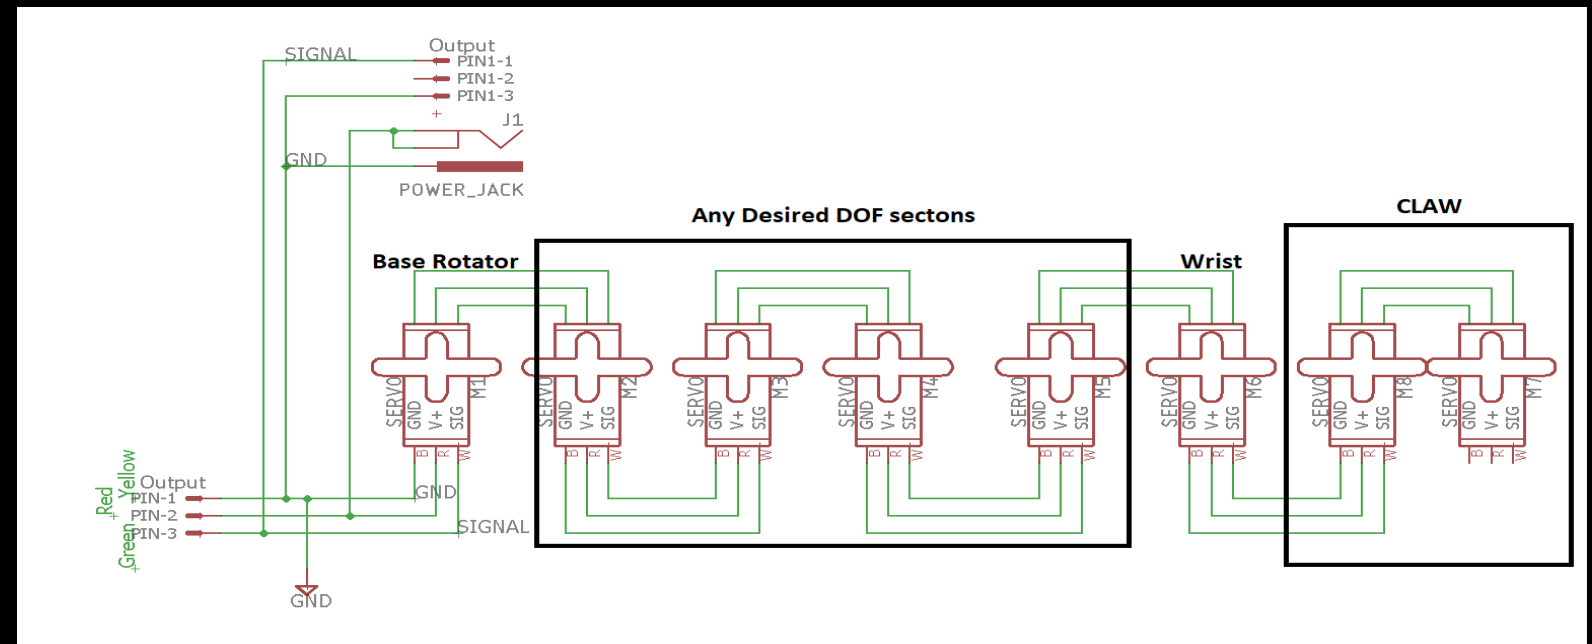 SIGNAL
Output
PIN1-1
PIN1-2
PIN1-3
J1
GND
POWER_JACK
Any Desired DOF sectons
CLAW
Base Rotator
Wrist
SERVO
GND
V+
SIG
M1
B
R
W
SERVO
GND
V+
SIG
M2
B
R
W
SERVO
GND
V+
SIG
M3
B
R
W
SERVO
GND
V+
SIG
M4
B
R
W
SERVO
GND
V+
SIG
M5
B
R
W
SERVO
GND
V+
SIG
M6
B
R
W
SERVO
GND
V+
SIG
M8
B
R
W
SERVO
GND
V+
SIG
M7
B
R
W
Red
Yellow
Green
Output
PIN-1
PIN-2
PIN-3
GND
SIGNAL
GND